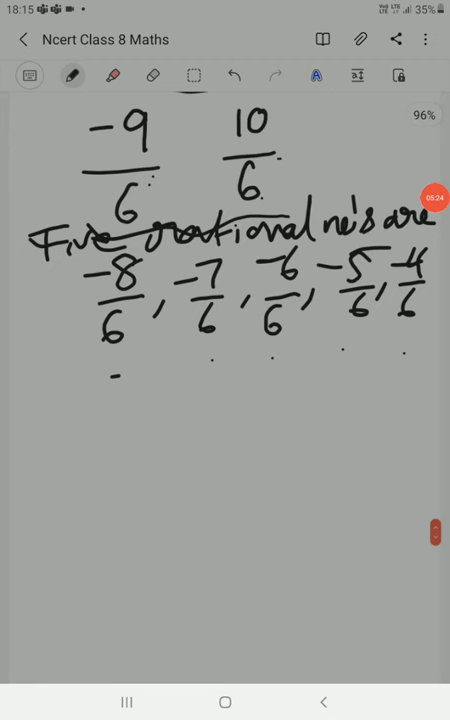 18:15 35%
Ncert Class 8 Maths
96%
-9/6 10/6
05:24
Five rational no's are
-8/6, -7/6, -6/6, -5/6, -4/6
-